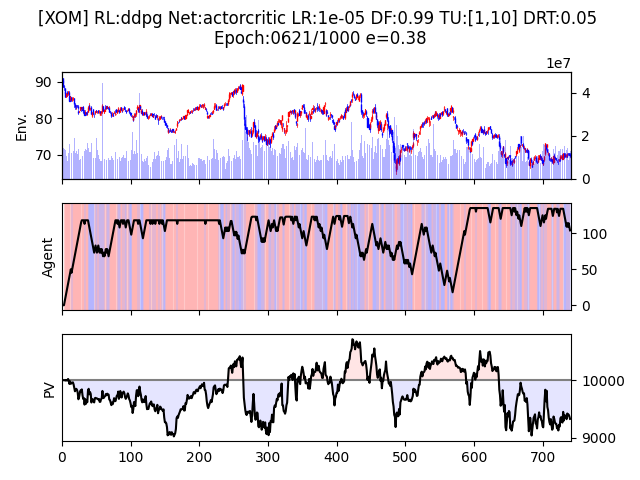 [XOM] RL:ddpg Net:actorcritic LR:1e-05 DF:0.99 TU:[1,10] DRT:0.05
Epoch:0621/1000 e=0.38
1e7
90
80
70
Env.
4
2
0
Agent
100
50
0
PV
10000
9000
0 100 200 300 400 500 600 700